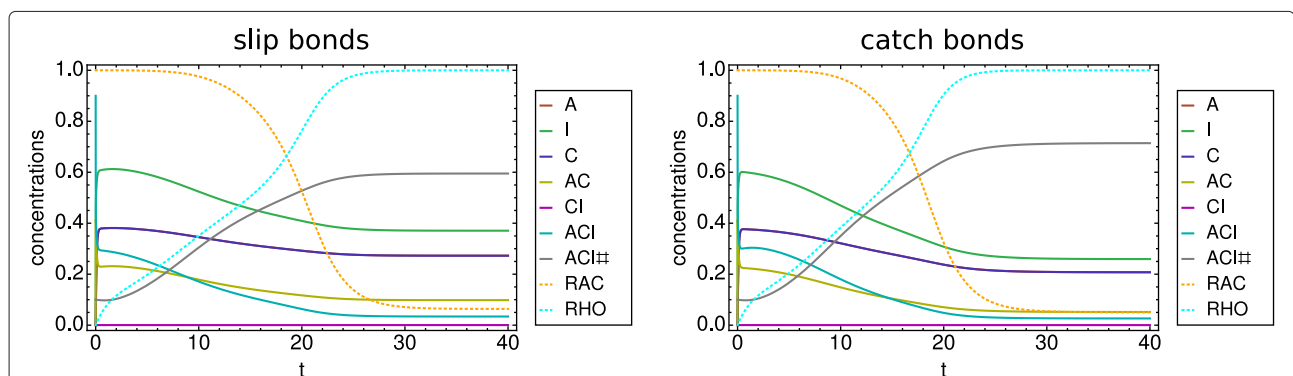 slip bonds
concentrations
1.0
0.8
0.6
0.4
0.2
0.0
0 10 20 30 40
t
A
I
C
AC
CI
ACI
ACI#
RAC
RHO
catch bonds
concentrations
1.0
0.8
0.6
0.4
0.2
0.0
0 10 20 30 40
t
A
I
C
AC
CI
ACI
ACI#
RAC
RHO